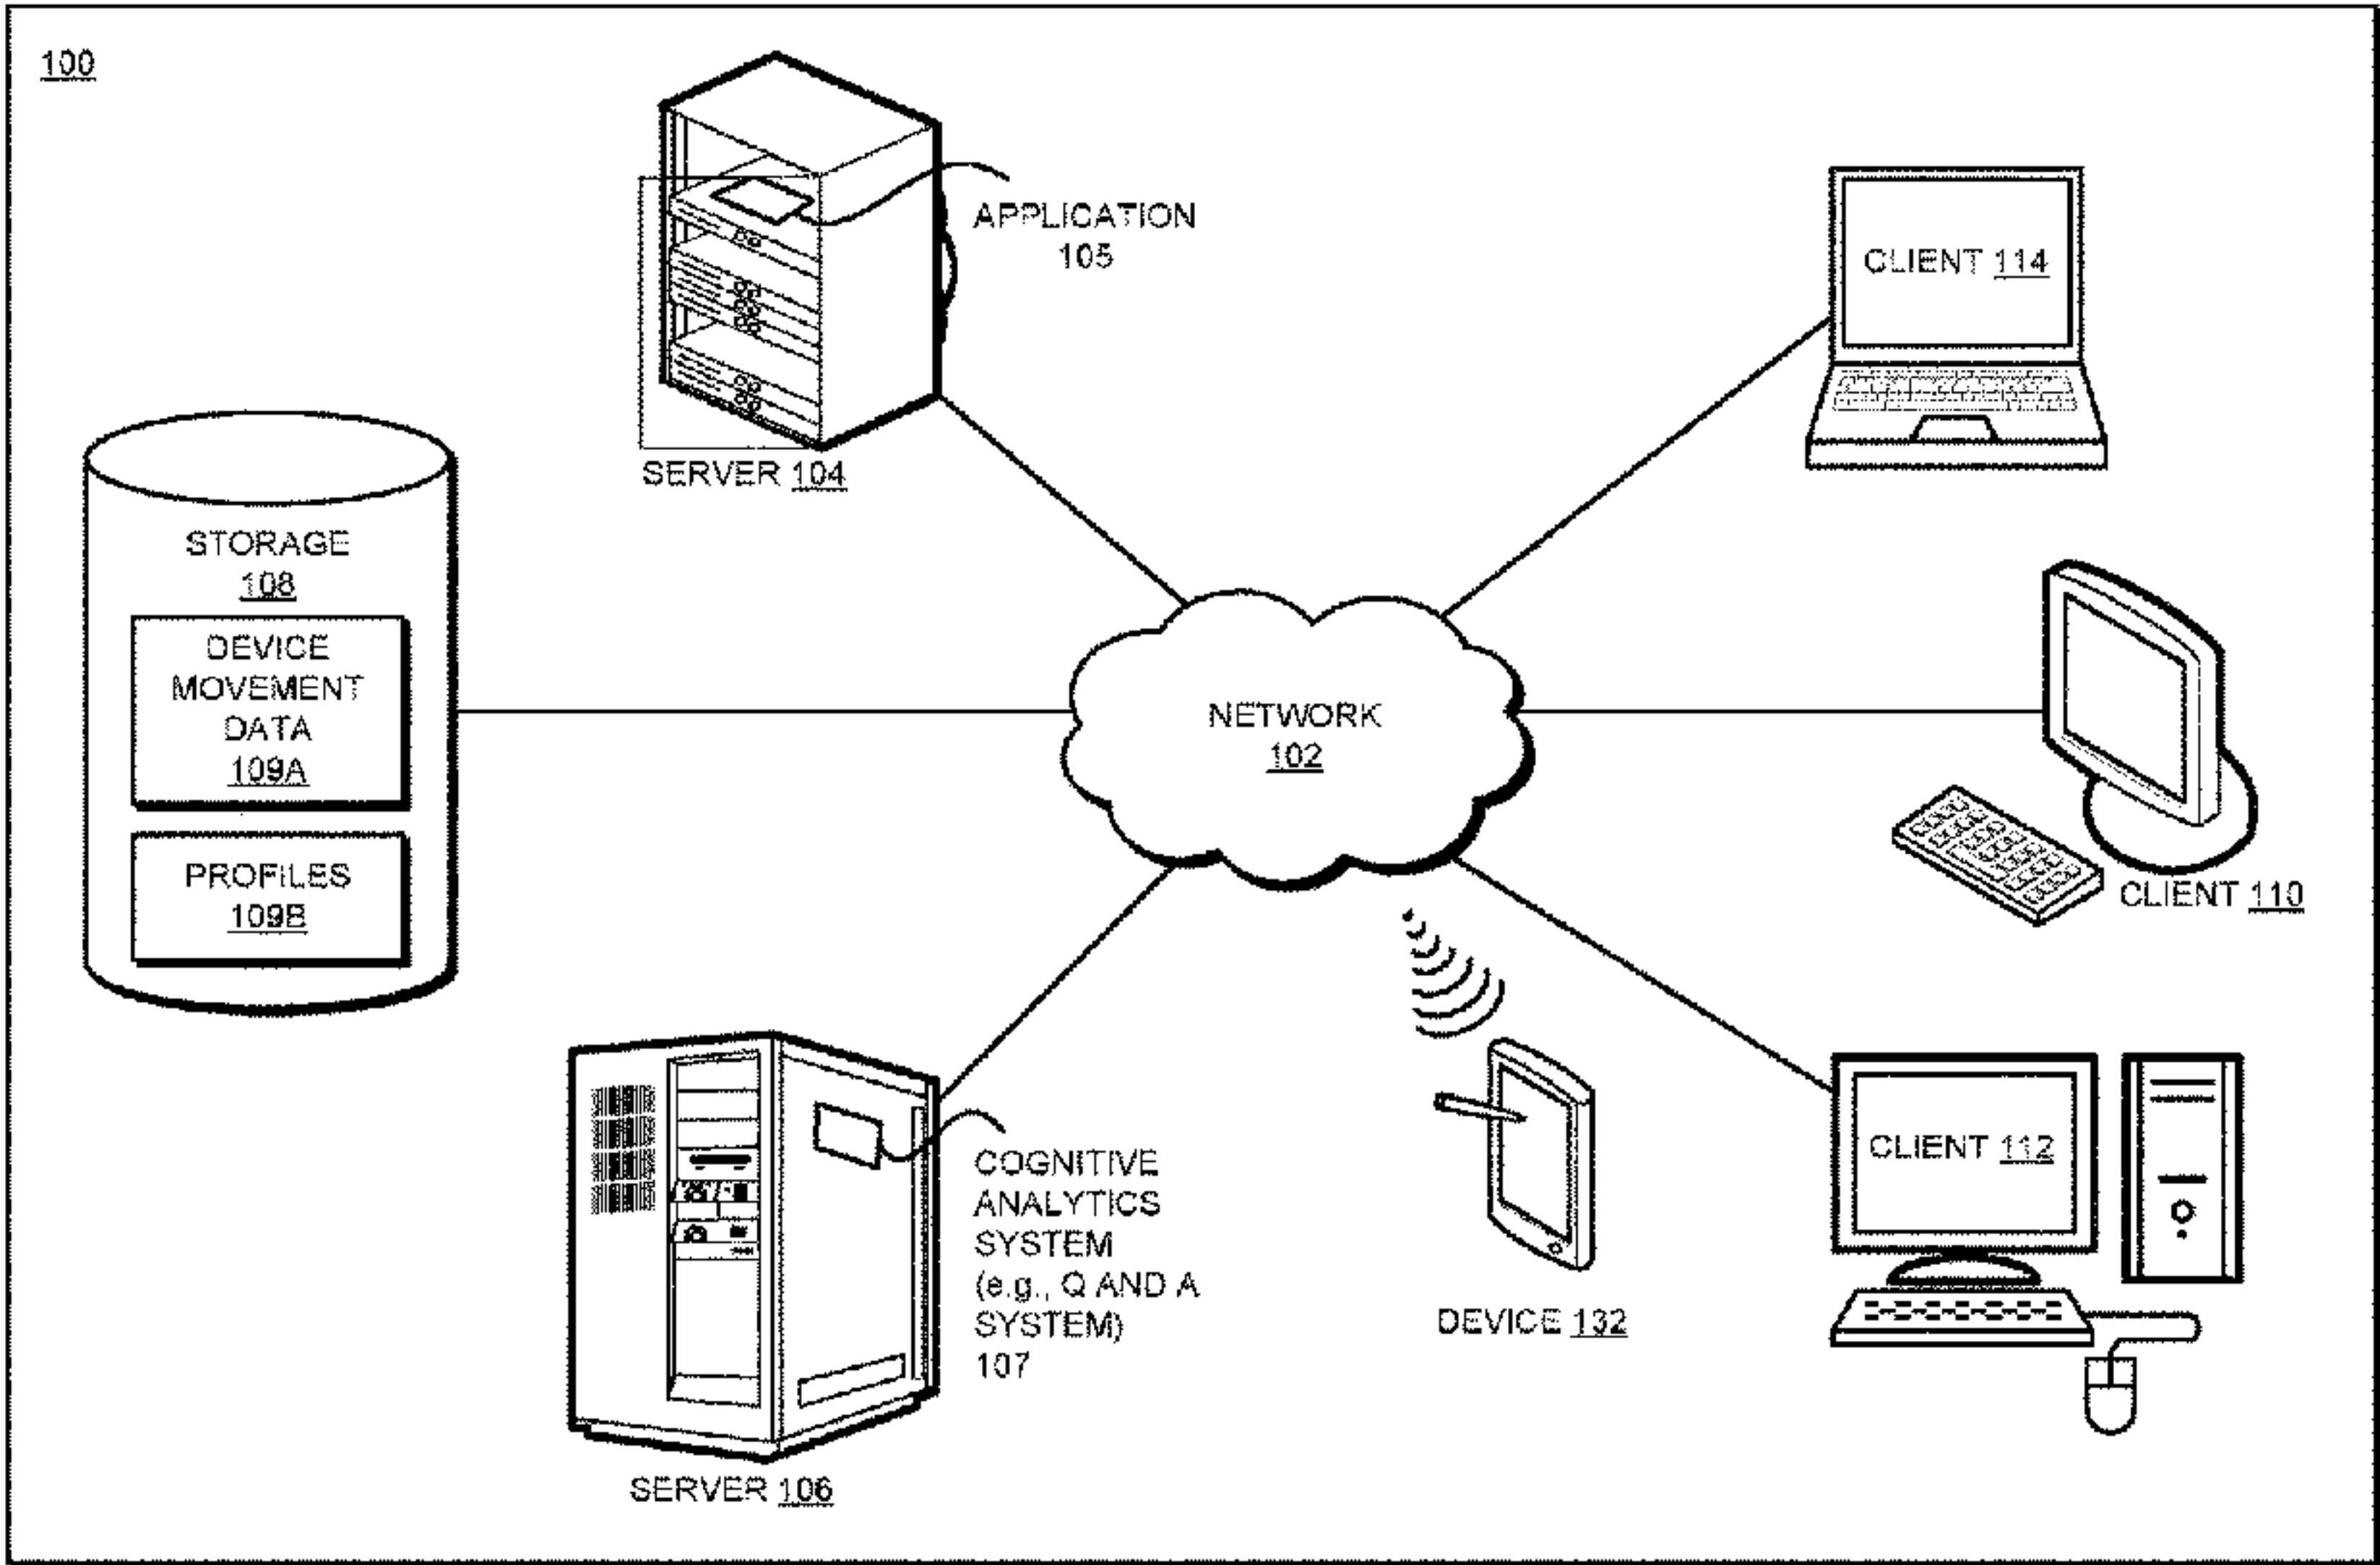 100
APPLICATION
105
CLIENT 114
SERVER 104
STORAGE
108
DEVICE
MOVEMENT
DATA
109A
PROFILES
109B
NETWORK
102
CLIENT 110
COGNITIVE
ANALYTICS
SYSTEM
(e.g., Q AND A
SYSTEM)
107
SERVER 106
DEVICE 132
CLIENT 112